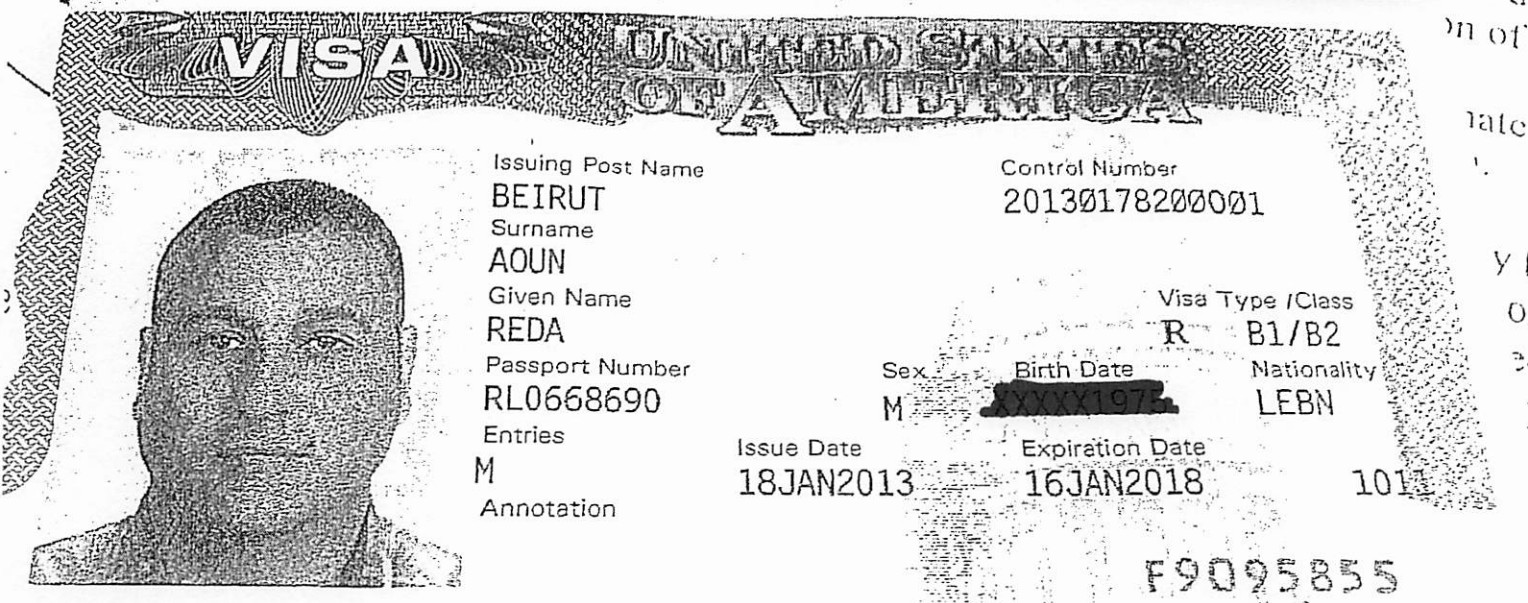 VISA
UNITED STATES
OF AMERICA
Issuing Post Name
BEIRUT
Control Number
20130178200001
Surname
AOUN
Given Name
REDA
Visa Type /Class
R B1/B2
Passport Number
RL0668690
Sex
M
Birth Date
XXXXX1975
Nationality
LEBN
Entries
M
Issue Date
18JAN2013
Expiration Date
16JAN2018
1011
Annotation
F9095855